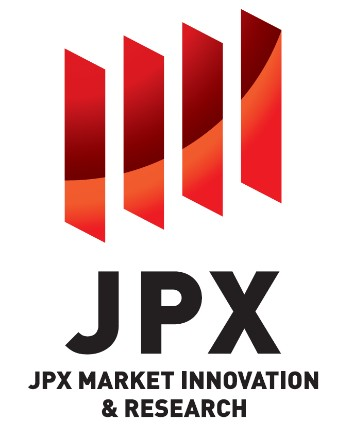 JPX
JPX MARKET INNOVATION
& RESEARCH